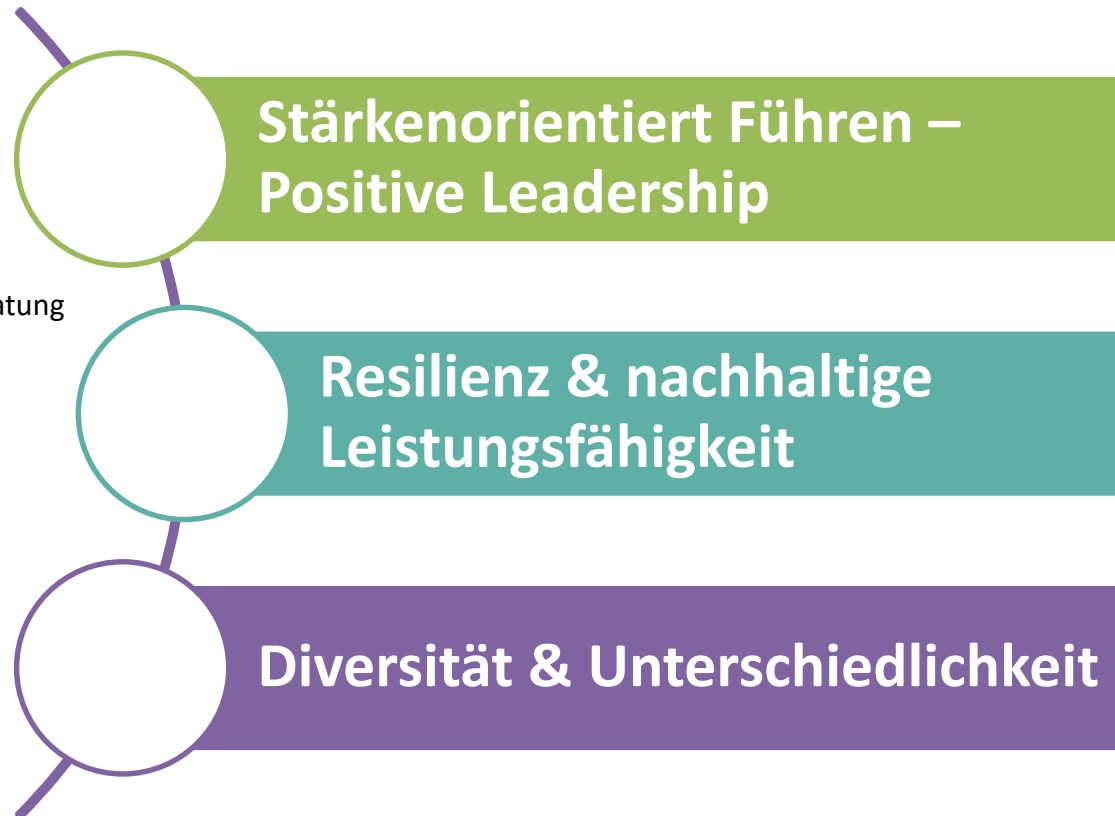 Stärkenorientiert Führen –
Positive Leadership
atung
Resilienz & nachhaltige
Leistungsfähigkeit
Diversität & Unterschiedlichkeit